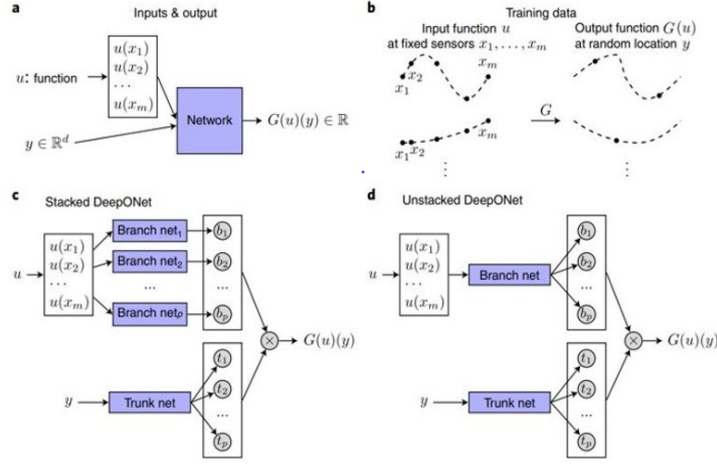 a
Inputs & output
u: function
u(x₁)
u(x₂)
...
u(xₘ)
y ∈ ℝᵈ
Network
G(u)(y) ∈ ℝ
b
Training data
Input function u
at fixed sensors x₁, . . . , xₘ
Output function G(u)
at random location y
x₁
x₂
xₘ
G
x₁
x₂
xₘ
⋮
⋮
c
Stacked DeepONet
u
u(x₁)
u(x₂)
...
u(xₘ)
Branch net₁
Branch net₂
...
Branch netₚ
b₁
b₂
...
bₚ
y
Trunk net
t₁
t₂
...
tₚ
×
G(u)(y)
d
Unstacked DeepONet
u
u(x₁)
u(x₂)
...
u(xₘ)
Branch net
b₁
b₂
...
bₚ
y
Trunk net
t₁
t₂
...
tₚ
×
G(u)(y)